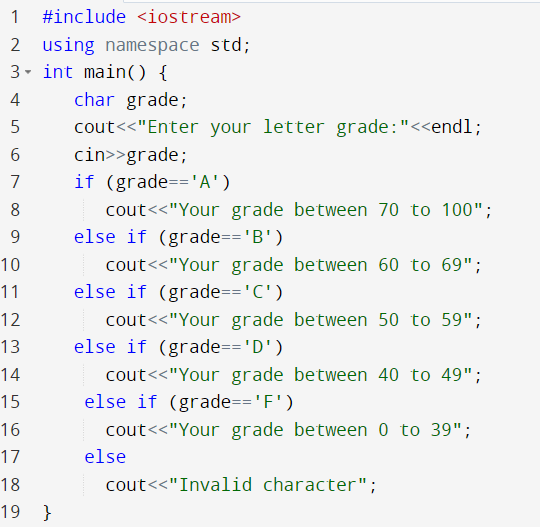 1 #include <iostream>
2 using namespace std;
3 int main() {
4 char grade;
5 cout<<"Enter your letter grade:"<<endl;
6 cin>>grade;
7 if (grade=='A')
8 cout<<"Your grade between 70 to 100";
9 else if (grade=='B')
10 cout<<"Your grade between 60 to 69";
11 else if (grade=='C')
12 cout<<"Your grade between 50 to 59";
13 else if (grade=='D')
14 cout<<"Your grade between 40 to 49";
15 else if (grade=='F')
16 cout<<"Your grade between 0 to 39";
17 else
18 cout<<"Invalid character";
19 }